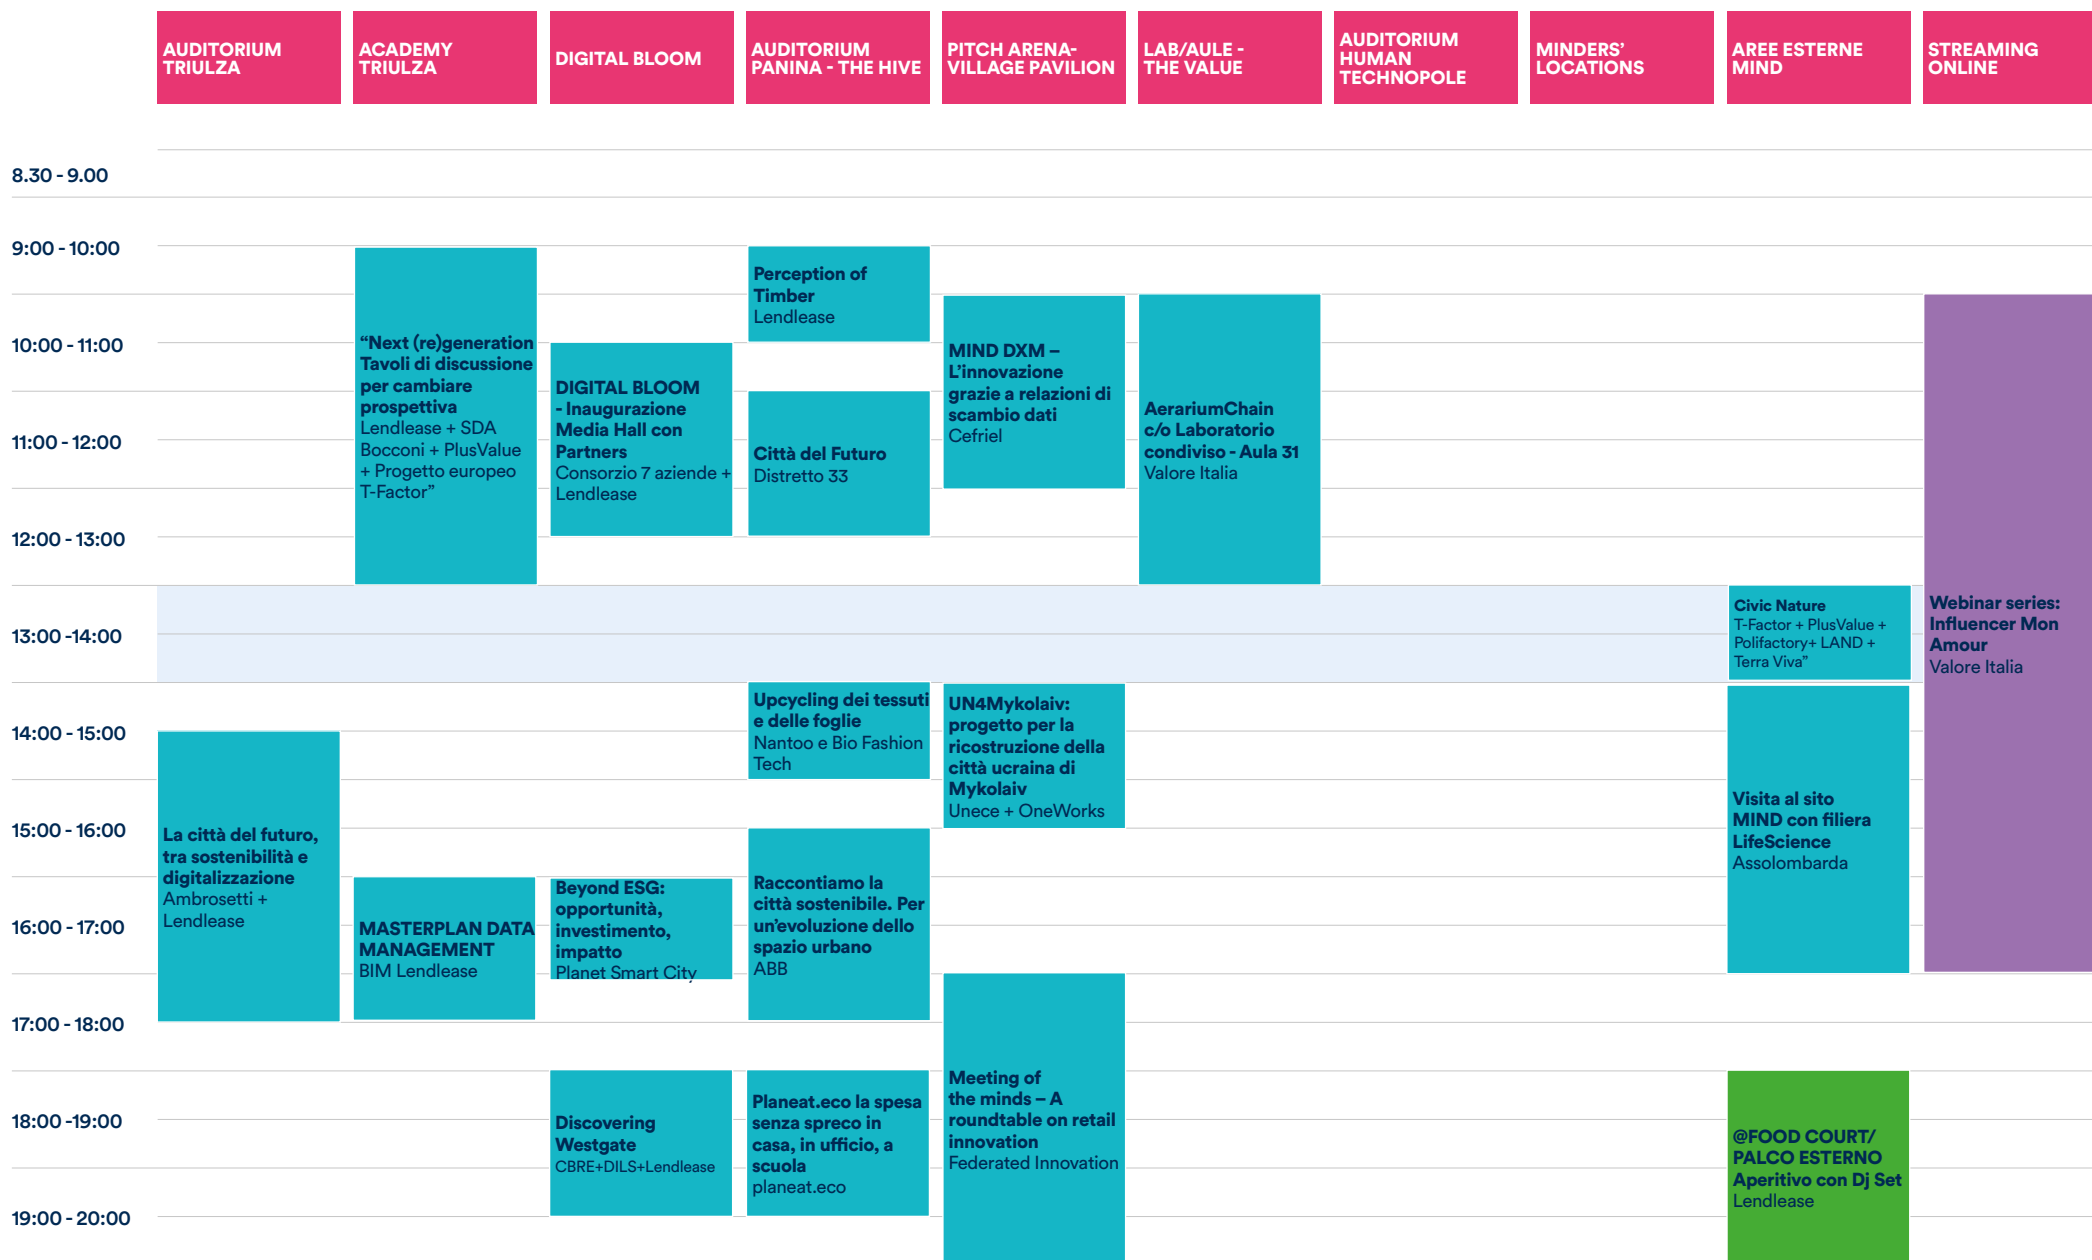 AUDITORIUM
TRIULZA
ACADEMY
TRIULZA
DIGITAL BLOOM
AUDITORIUM
PANINA - THE HIVE
PITCH ARENA-
VILLAGE PAVILION
LAB/AULE -
THE VALUE
AUDITORIUM
HUMAN
TECHNOPOLE
MINDERS’
LOCATIONS
AREE ESTERNE
MIND
STREAMING
ONLINE
8.30 - 9.00
9:00 - 10:00
10:00 - 11:00
11:00 - 12:00
12:00 - 13:00
13:00 -14:00
14:00 - 15:00
15:00 - 16:00
16:00 - 17:00
17:00 - 18:00
18:00 -19:00
19:00 - 20:00
La città del futuro,
tra sostenibilità e
digitalizzazione
Ambrosetti +
Lendlease
“Next (re)generation
Tavoli di discussione
per cambiare
prospettiva
Lendlease + SDA
Bocconi + PlusValue
+ Progetto europeo
T-Factor”
MASTERPLAN DATA
MANAGEMENT
BIM Lendlease
DIGITAL BLOOM
- Inaugurazione
Media Hall con
Partners
Consorzio 7 aziende +
Lendlease
Beyond ESG:
opportunità,
investimento,
impatto
Planet Smart City
Discovering
Westgate
CBRE+DILS+Lendlease
Perception of
Timber
Lendlease
Città del Futuro
Distretto 33
Upcycling dei tessuti
e delle foglie
Nantoo e Bio Fashion
Tech
Raccontiamo la
città sostenibile. Per
un’evoluzione dello
spazio urbano
ABB
Planeat.eco la spesa
senza spreco in
casa, in ufficio, a
scuola
planeat.eco
MIND DXM –
L’innovazione
grazie a relazioni di
scambio dati
Cefriel
UN4Mykolaiv:
progetto per la
ricostruzione della
città ucraina di
Mykolaiv
Unece + OneWorks
Meeting of
the minds – A
roundtable on retail
innovation
Federated Innovation
AerariumChain
c/o Laboratorio
condiviso - Aula 31
Valore Italia
Civic Nature
T-Factor + PlusValue +
Polifactory+ LAND +
Terra Viva”
Visita al sito
MIND con filiera
LifeScience
Assolombarda
@FOOD COURT/
PALCO ESTERNO
Aperitivo con Dj Set
Lendlease
Webinar series:
Influencer Mon
Amour
Valore Italia